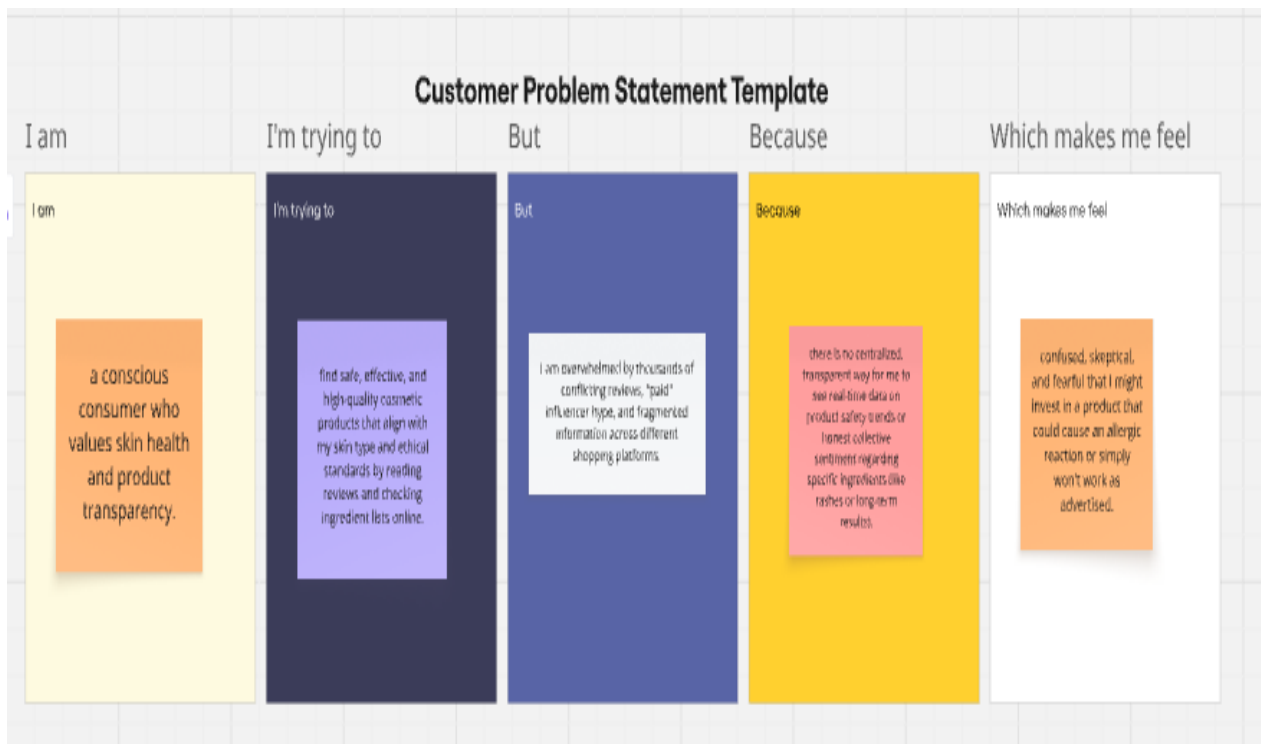 Customer Problem Statement Template
I am
I'm trying to
But
Because
Which makes me feel
I am
a conscious
consumer who
values skin health
and product
transparency.
I'm trying to
find safe, effective, and
high-quality cosmetic
products that align with
my skin type and ethical
standards by reading
reviews and checking
ingredient lists online.
But
I am overwhelmed by thousands of
conflicting reviews, "paid"
influencer hype, and fragmented
information across different
shopping platforms.
Because
there is no centralized,
transparent way for me to
see real-time data on
product safety trends or
honest collective
sentiment regarding
specific ingredients (like
rashes or long-term
results).
Which makes me feel
confused, skeptical,
and fearful that I might
invest in a product that
could cause an allergic
reaction or simply
won't work as
advertised.